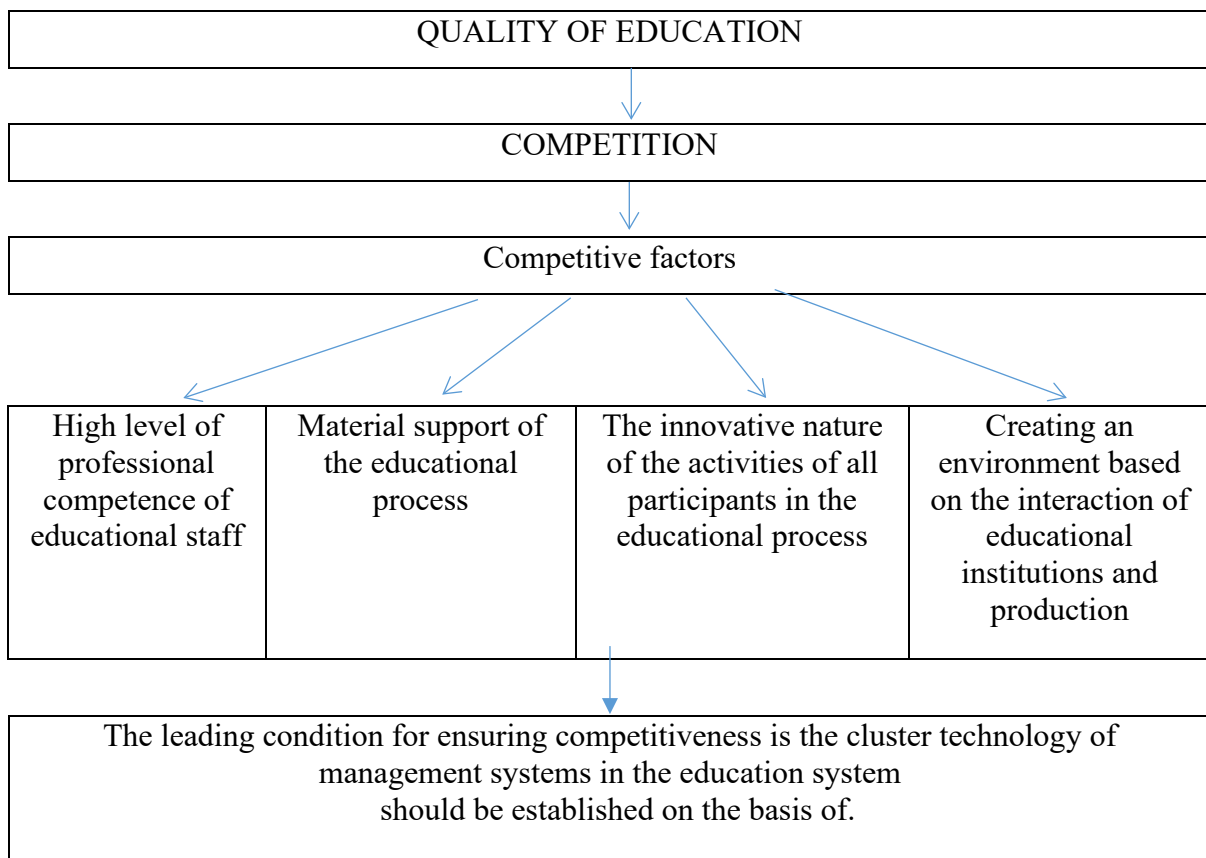 QUALITY OF EDUCATION
COMPETITION
Competitive factors
High level of
professional
competence of
educational staff
Material support of
the educational
process
The innovative nature
of the activities of all
participants in the
educational process
Creating an
environment based
on the interaction of
educational
institutions and
production
The leading condition for ensuring competitiveness is the cluster technology of
management systems in the education system
should be established on the basis of.